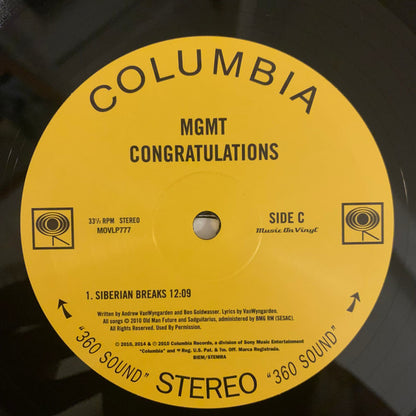 COLUMBIA
MGMT
CONGRATULATIONS
33⅓ RPM STEREO
MOVLP777
SIDE C
Music On Vinyl
1. SIBERIAN BREAKS 12:09
Written by Andrew VanWyngarden and Ben Goldwasser. Lyrics by VanWyngarden.
All songs © 2010 Old Man Future and Sadguitarius, administered by BMG RM (SESAC).
All Rights Reserved. Used By Permission.
© 2010, 2014 & ℗ 2010 Columbia Records, a division of Sony Music Entertainment
"Columbia" and Reg. U.S. Pat. & Tm. Off. Marca Registrada.
BIEM/STEMRA
"360 SOUND" STEREO "360 SOUND"